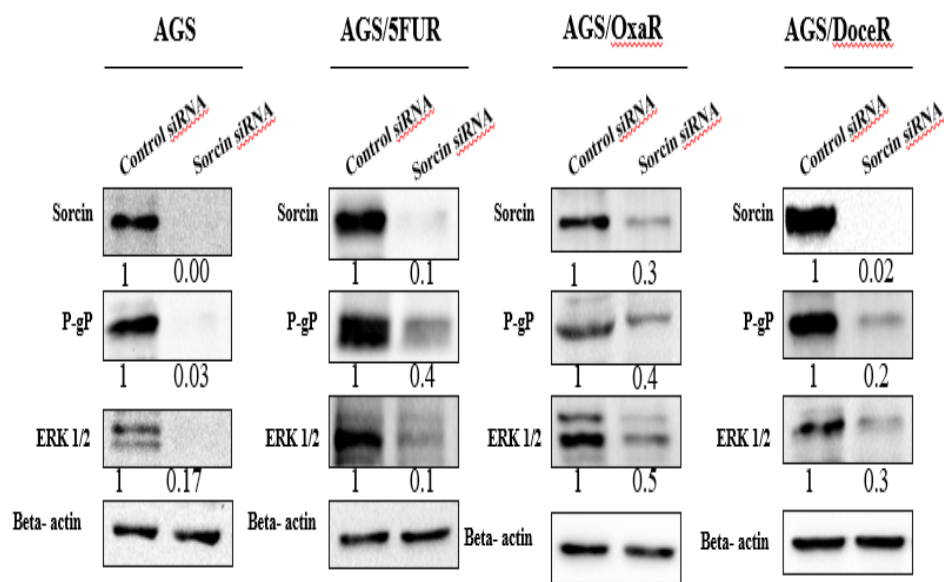 AGS AGS/5FUR AGS/OxaR AGS/DoceR
Control siRNA Sorcin siRNA Control siRNA Sorcin siRNA Control siRNA Sorcin siRNA Control siRNA Sorcin siRNA
Sorcin Sorcin Sorcin Sorcin
1 0.00 1 0.1 1 0.3 1 0.02
P-gP P-gP P-gP P-gP
1 0.03 1 0.4 1 0.4 1 0.2
ERK 1/2 ERK 1/2 ERK 1/2 ERK 1/2
1 0.17 1 0.1 1 0.5 1 0.3
Beta- actin Beta- actin Beta- actin Beta- actin